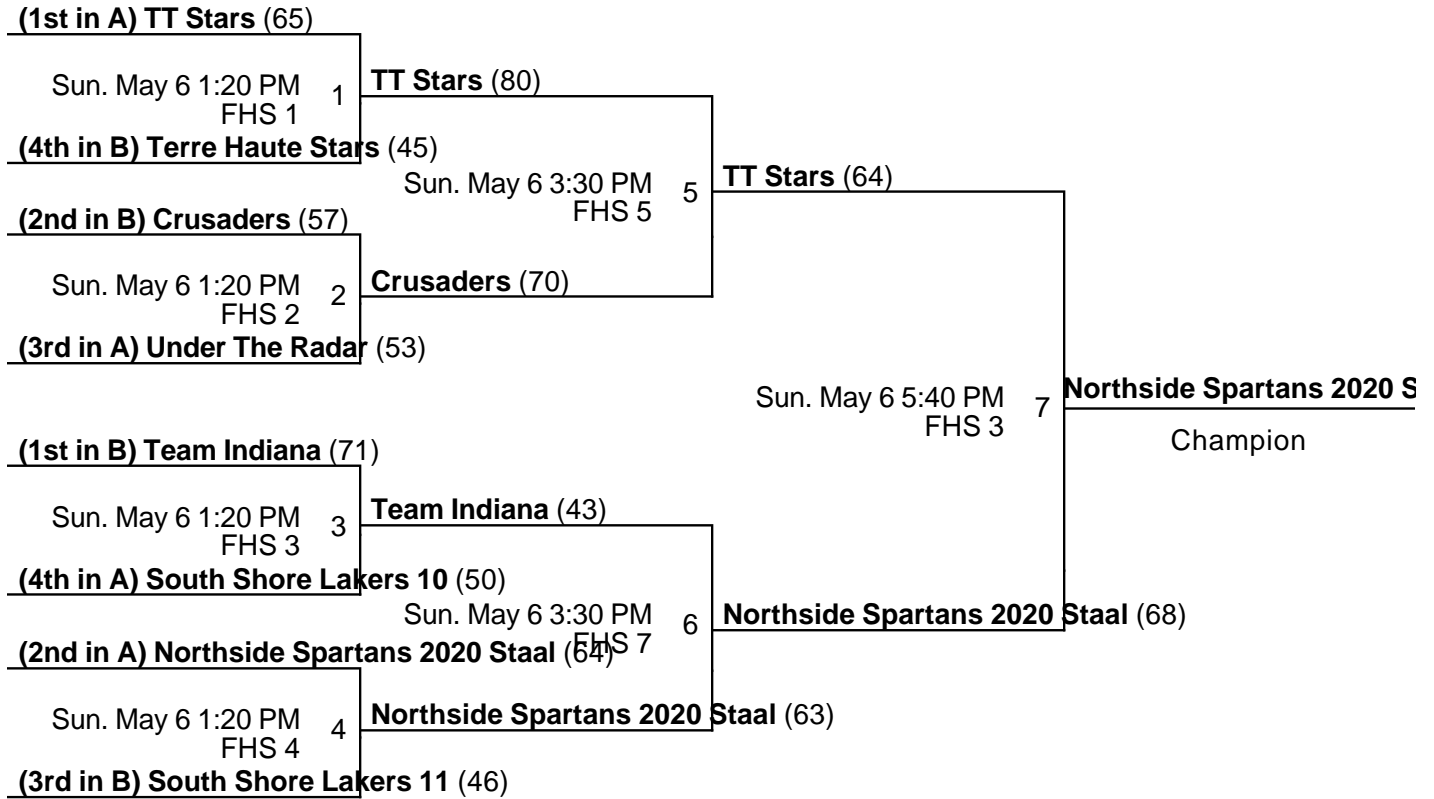 (1st in A) TT Stars (65)
Sun. May 6 1:20 PM 1
FHS 1
TT Stars (80)
(4th in B) Terre Haute Stars (45)
Sun. May 6 3:30 PM 5
FHS 5
TT Stars (64)
(2nd in B) Crusaders (57)
Sun. May 6 1:20 PM 2
FHS 2
Crusaders (70)
(3rd in A) Under The Radar (53)
Sun. May 6 5:40 PM 7
FHS 3
Northside Spartans 2020 S
Champion
(1st in B) Team Indiana (71)
Sun. May 6 1:20 PM 3
FHS 3
Team Indiana (43)
(4th in A) South Shore Lakers 10 (50)
Sun. May 6 3:30 PM 6
FHS 7
Northside Spartans 2020 Staal (68)
(2nd in A) Northside Spartans 2020 Staal (64)
Sun. May 6 1:20 PM 4
FHS 4
Northside Spartans 2020 Staal (63)
(3rd in B) South Shore Lakers 11 (46)